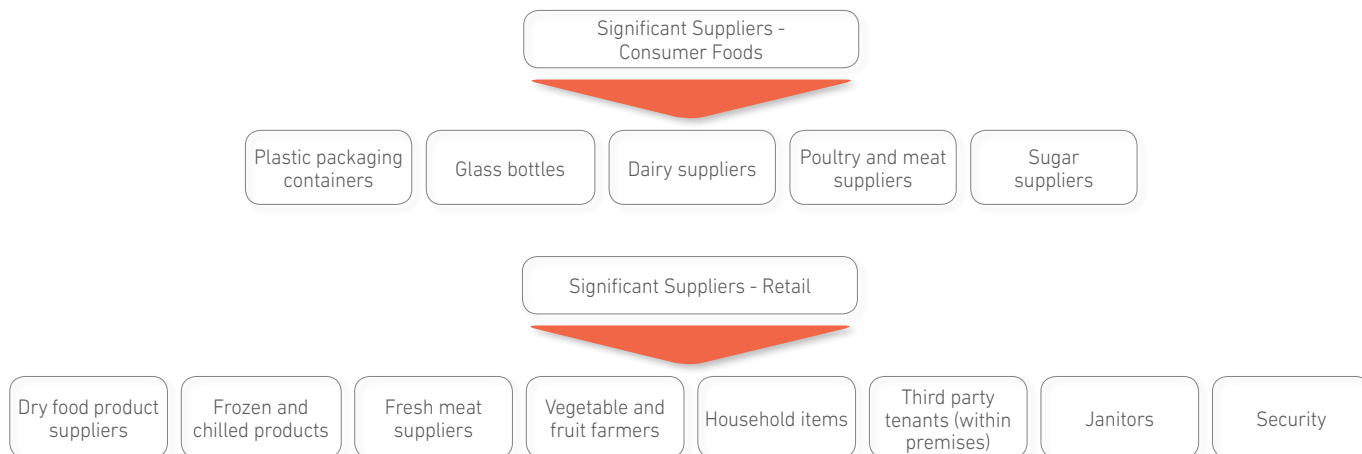 Significant Suppliers -
Consumer Foods
Plastic packaging
containers
Glass bottles
Dairy suppliers
Poultry and meat
suppliers
Sugar
suppliers
Significant Suppliers - Retail
Dry food product
suppliers
Frozen and
chilled products
Fresh meat
suppliers
Vegetable and
fruit farmers
Household items
Third party
tenants (within
premises)
Janitors
Security